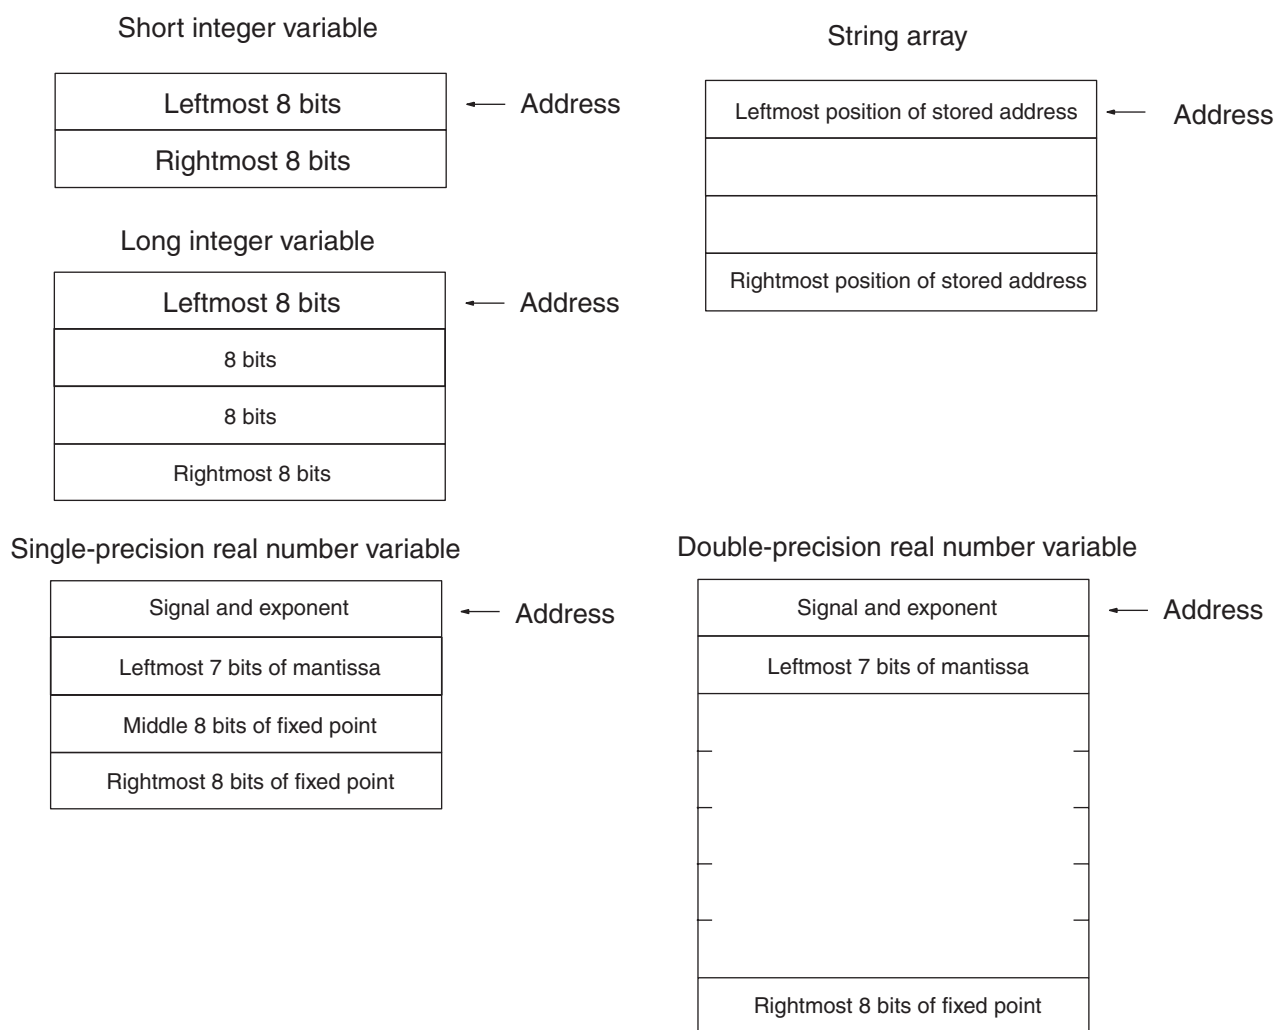 Short integer variable
Leftmost 8 bits
Address
Rightmost 8 bits
String array
Leftmost position of stored address
Address
Rightmost position of stored address
Long integer variable
Leftmost 8 bits
Address
8 bits
8 bits
Rightmost 8 bits
Single-precision real number variable
Signal and exponent
Address
Leftmost 7 bits of mantissa
Middle 8 bits of fixed point
Rightmost 8 bits of fixed point
Double-precision real number variable
Signal and exponent
Address
Leftmost 7 bits of mantissa
Rightmost 8 bits of fixed point